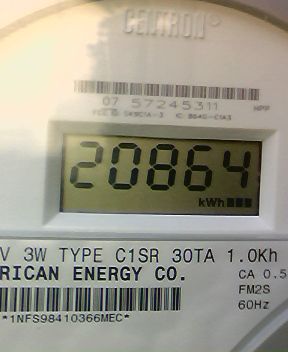 CENTRON®
07 57245311
20864
kWh
V 3W TYPE C1SR 30TA 1.0Kh
RICAN ENERGY CO.
CA 0.5
FM2S
60Hz
*1NFS98410366MEC*